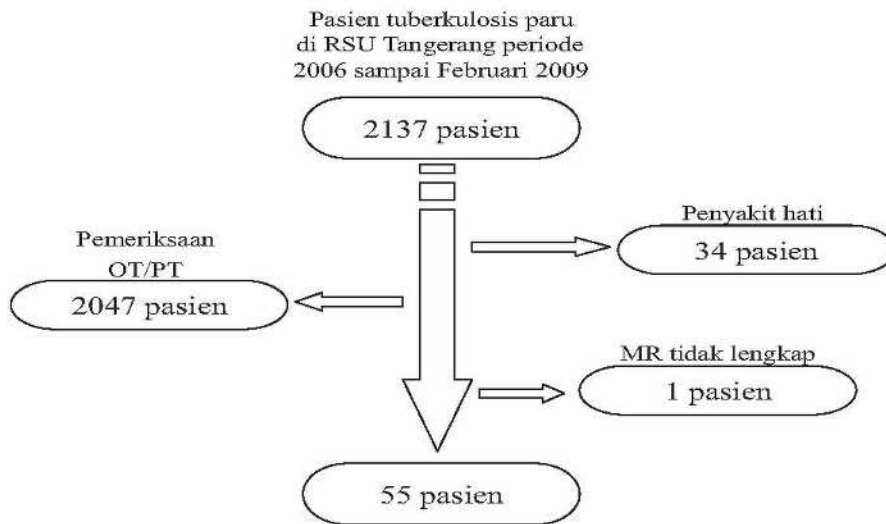 Pasien tuberkulosis paru
di RSU Tangerang periode
2006 sampai Februari 2009
2137 pasien
Penyakit hati
34 pasien
Pemeriksaan
OT/PT
2047 pasien
MR tidak lengkap
1 pasien
55 pasien